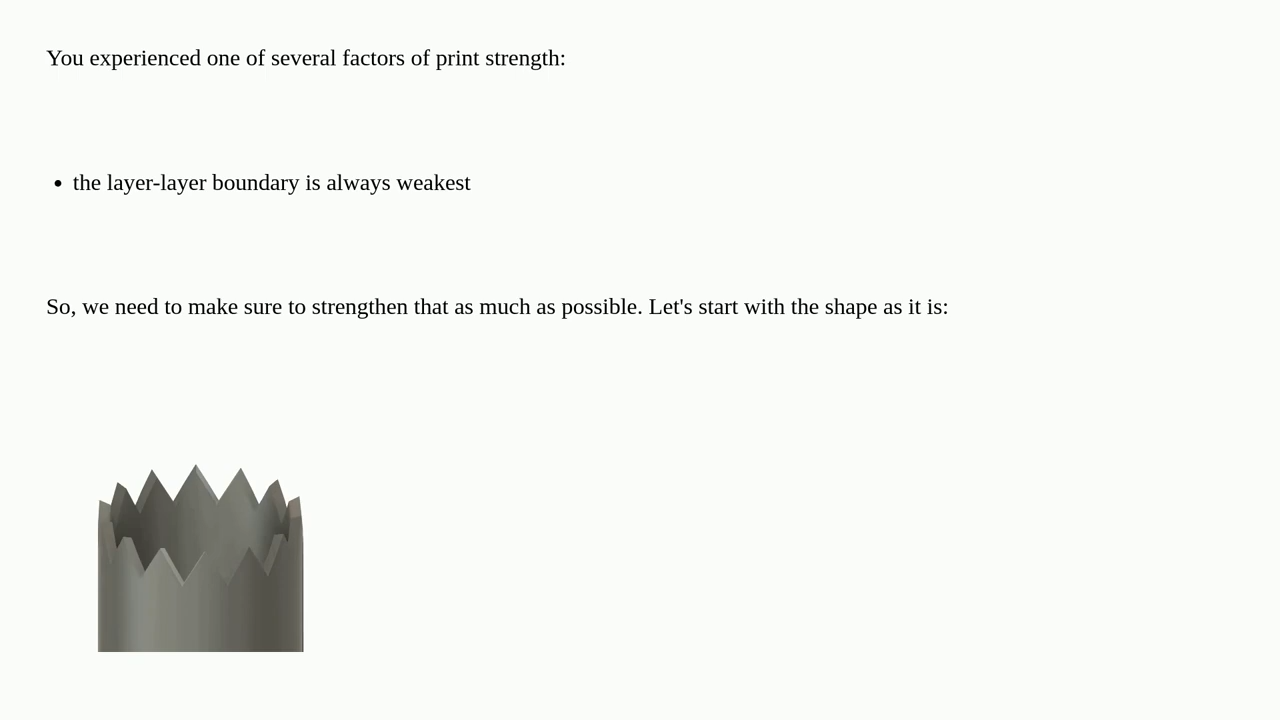 You experienced one of several factors of print strength:
• the layer-layer boundary is always weakest
So, we need to make sure to strengthen that as much as possible. Let's start with the shape as it is: